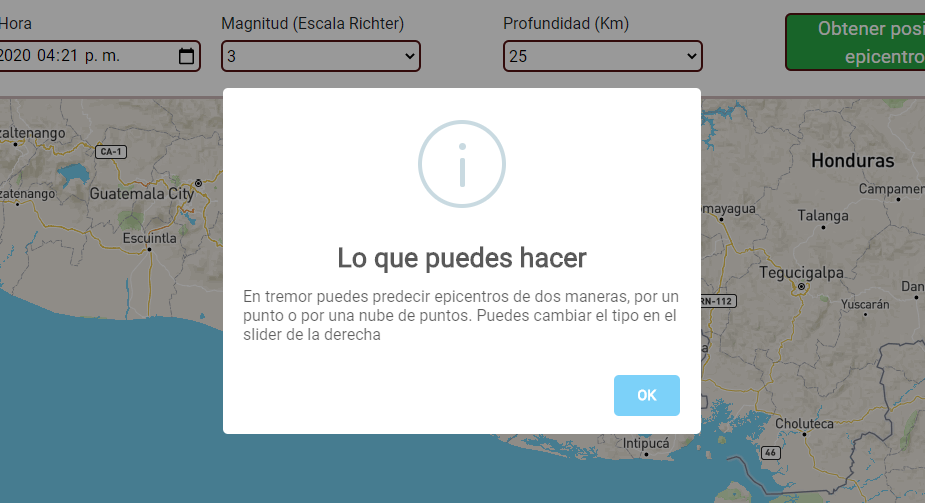 Hora
Magnitud (Escala Richter)
Profundidad (Km)
2020 04:21 p. m.
3
25
Obtener posi
epicentro
zaltenango
CA-1
Honduras
zatenango
Guatemala City
Campamen
omayagua
Talanga
Escuintla
Lo que puedes hacer
Tegucigalpa
En tremor puedes predecir epicentros de dos maneras, por un
punto o por una nube de puntos. Puedes cambiar el tipo en el
slider de la derecha
RN-112
Dan
Yuscarán
a
OK
Choluteca
Intipucá
46